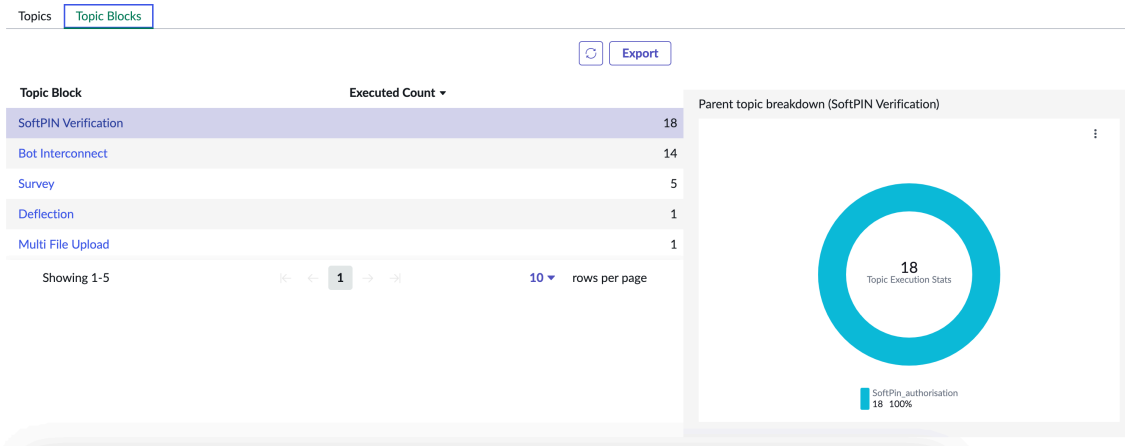 Topics Topic Blocks
Export
Topic Block Executed Count
SoftPIN Verification 18
Bot Interconnect 14
Survey 5
Deflection 1
Multi File Upload 1
Showing 1-5 1 10 rows per page
Parent topic breakdown (SoftPIN Verification)
18
Topic Execution Stats
SoftPin_authorisation
18 100%